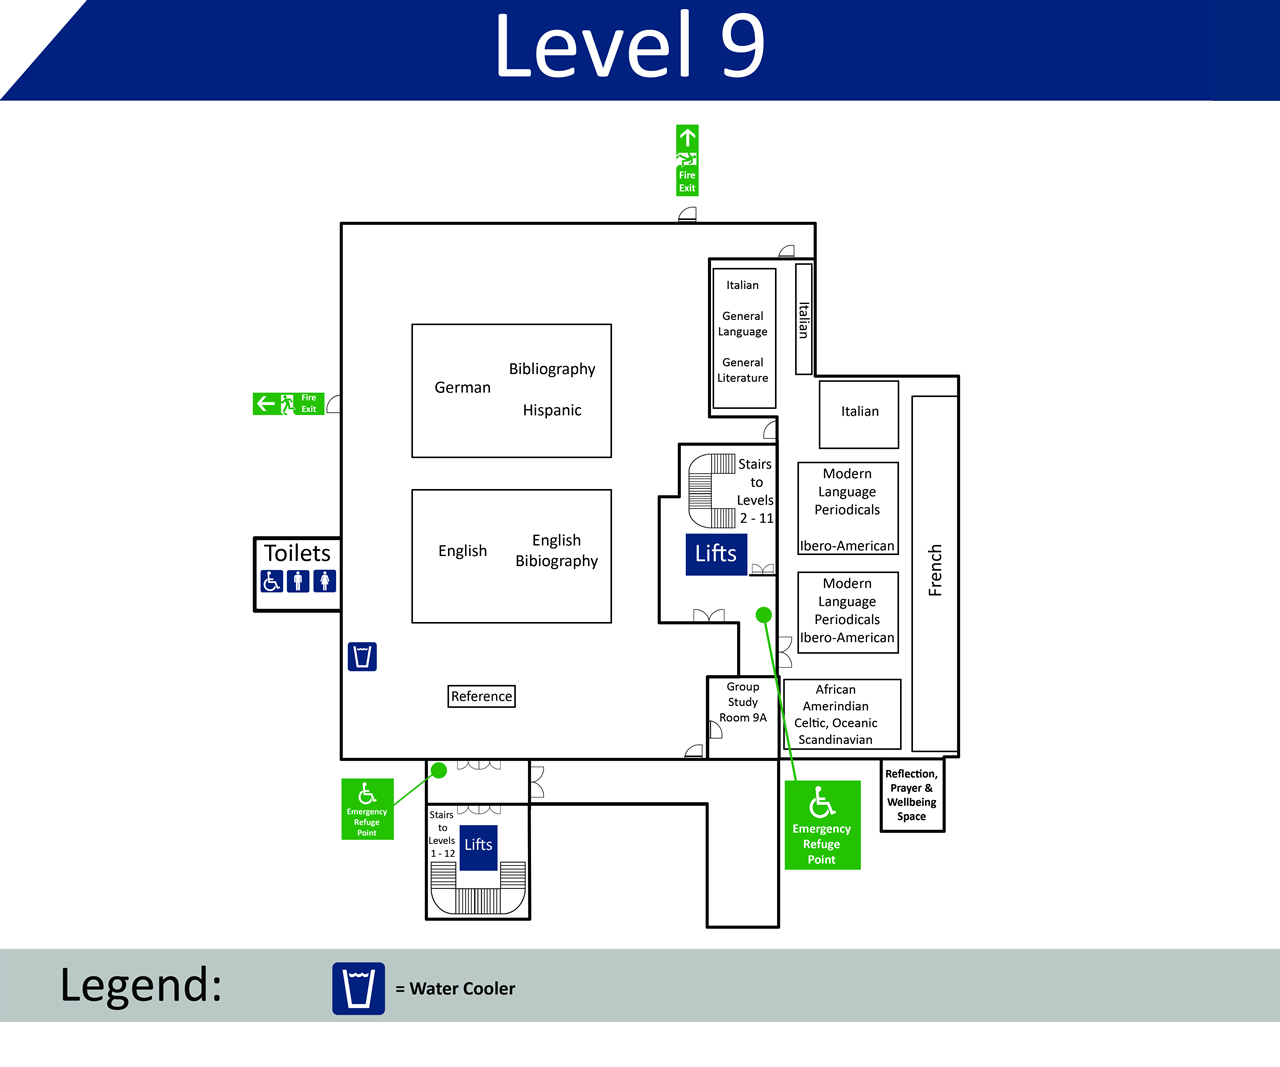 Level 9
Fire
Exit
Italian
General
Language
General
Literature
Italian
Bibliography
German
Hispanic
Fire
Exit
Italian
Stairs
to
Levels
2 - 11
Lifts
Modern
Language
Periodicals
Ibero-American
English
English
Bibiography
Toilets
French
Modern
Language
Periodicals
Ibero-American
Reference
Group
Study
Room 9A
African
Amerindian
Celtic, Oceanic
Scandinavian
Reflection,
Prayer &
Wellbeing
Space
Emergency
Refuge
Point
Emergency
Refuge
Point
Stairs
to
Levels
1 - 12
Lifts
Legend:
= Water Cooler